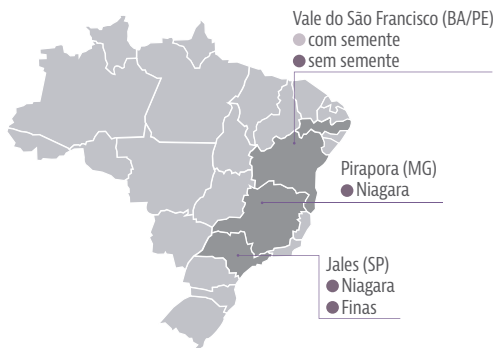 Vale do São Francisco (BA/PE)
com semente
sem semente
Pirapora (MG)
Niagara
Jales (SP)
Niagara
Finas